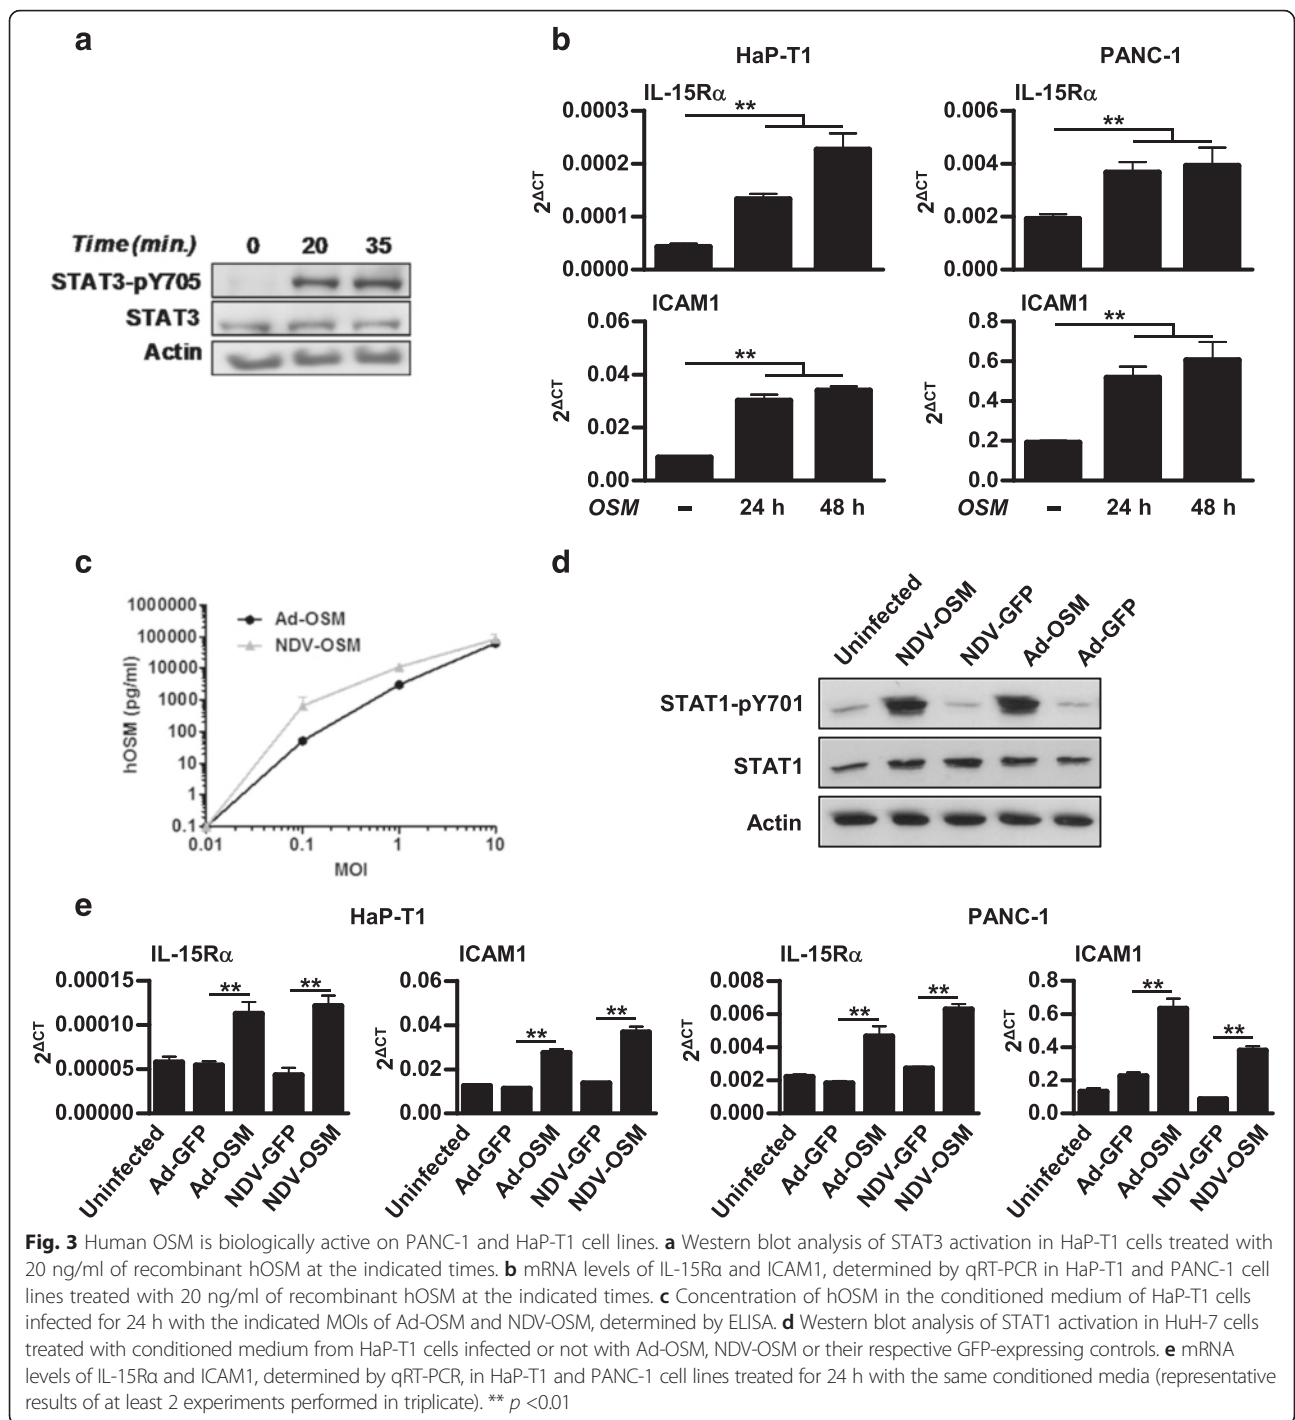 a
Time (min.) 0 20 35
STAT3-pY705
STAT3
Actin
b
HaP-T1 PANC-1
IL-15Rα
**
0.0003
0.0002
0.0001
0.0000
2ΔCT
IL-15Rα
**
0.006
0.004
0.002
0.000
2ΔCT
ICAM1
**
0.06
0.04
0.02
0.00
2ΔCT
OSM – 24 h 48 h
ICAM1
**
0.8
0.6
0.4
0.2
0.0
2ΔCT
– 24 h 48 h
c
1000000
100000
10000
1000
100
10
1
0.1
hOSM (pg/ml)
Ad-OSM
NDV-OSM
0.01 0.1 1 10
MOI
d
Uninfected
NDV-OSM
NDV-GFP
Ad-OSM
Ad-GFP
STAT1-pY701
STAT1
Actin
e
HaP-T1 PANC-1
IL-15Rα
** **
0.00015
0.00010
0.00005
0.00000
2ΔCT
Uninfected
Ad-GFP
Ad-OSM
NDV-GFP
NDV-OSM
ICAM1
** **
0.06
0.04
0.02
0.00
2ΔCT
Uninfected
Ad-GFP
Ad-OSM
NDV-GFP
NDV-OSM
IL-15Rα
** **
0.008
0.006
0.004
0.002
0.000
2ΔCT
Uninfected
Ad-GFP
Ad-OSM
NDV-GFP
NDV-OSM
ICAM1
** **
0.8
0.6
0.4
0.2
0.0
2ΔCT
Uninfected
Ad-GFP
Ad-OSM
NDV-GFP
NDV-OSM
Fig. 3 Human OSM is biologically active on PANC-1 and HaP-T1 cell lines. a Western blot analysis of STAT3 activation in HaP-T1 cells treated with
20 ng/ml of recombinant hOSM at the indicated times. b mRNA levels of IL-15Rα and ICAM1, determined by qRT-PCR in HaP-T1 and PANC-1 cell
lines treated with 20 ng/ml of recombinant hOSM at the indicated times. c Concentration of hOSM in the conditioned medium of HaP-T1 cells
infected for 24 h with the indicated MOIs of Ad-OSM and NDV-OSM, determined by ELISA. d Western blot analysis of STAT1 activation in HuH-7 cells
treated with conditioned medium from HaP-T1 cells infected or not with Ad-OSM, NDV-OSM or their respective GFP-expressing controls. e mRNA
levels of IL-15Rα and ICAM1, determined by qRT-PCR, in HaP-T1 and PANC-1 cell lines treated for 24 h with the same conditioned media (representative
results of at least 2 experiments performed in triplicate). ** p <0.01